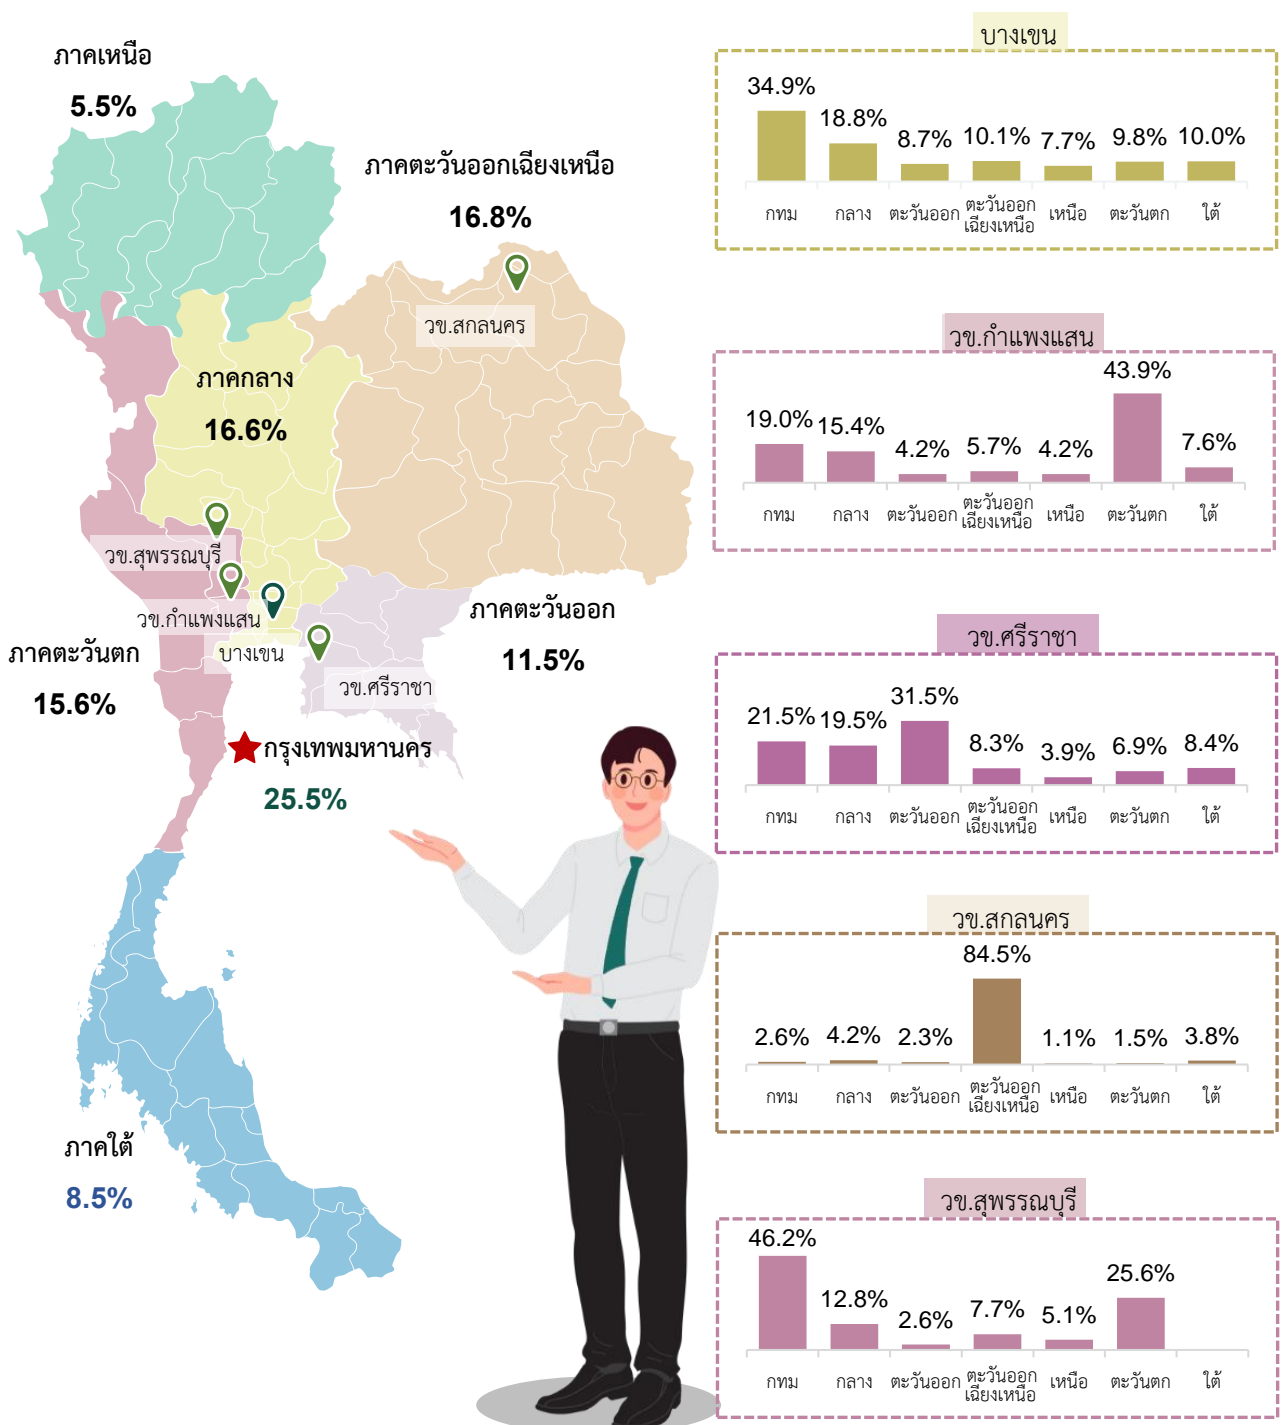 ภาคเหนือ
5.5%
ภาคตะวันออกเฉียงเหนือ
16.8%
วข.สกลนคร
ภาคกลาง
16.6%
วข.สุพรรณบุรี
วข.กำแพงแสน
บางเขน
วข.ศรีราชา
ภาคตะวันออก
11.5%
ภาคตะวันตก
15.6%
กรุงเทพมหานคร
25.5%
ภาคใต้
8.5%
บางเขน
34.9% 18.8% 8.7% 10.1% 7.7% 9.8% 10.0%
กทม กลาง ตะวันออก ตะวันออก เหนือ ตะวันตก ใต้
เฉียงเหนือ
วข.กำแพงแสน
19.0% 15.4% 4.2% 5.7% 4.2% 43.9% 7.6%
กทม กลาง ตะวันออก ตะวันออก เหนือ ตะวันตก ใต้
เฉียงเหนือ
วข.ศรีราชา
21.5% 19.5% 31.5% 8.3% 3.9% 6.9% 8.4%
กทม กลาง ตะวันออก ตะวันออก เหนือ ตะวันตก ใต้
เฉียงเหนือ
วข.สกลนคร
2.6% 4.2% 2.3% 84.5% 1.1% 1.5% 3.8%
กทม กลาง ตะวันออก ตะวันออก เหนือ ตะวันตก ใต้
เฉียงเหนือ
วข.สุพรรณบุรี
46.2% 12.8% 2.6% 7.7% 5.1% 25.6%
กทม กลาง ตะวันออก ตะวันออก เหนือ ตะวันตก ใต้
เฉียงเหนือ